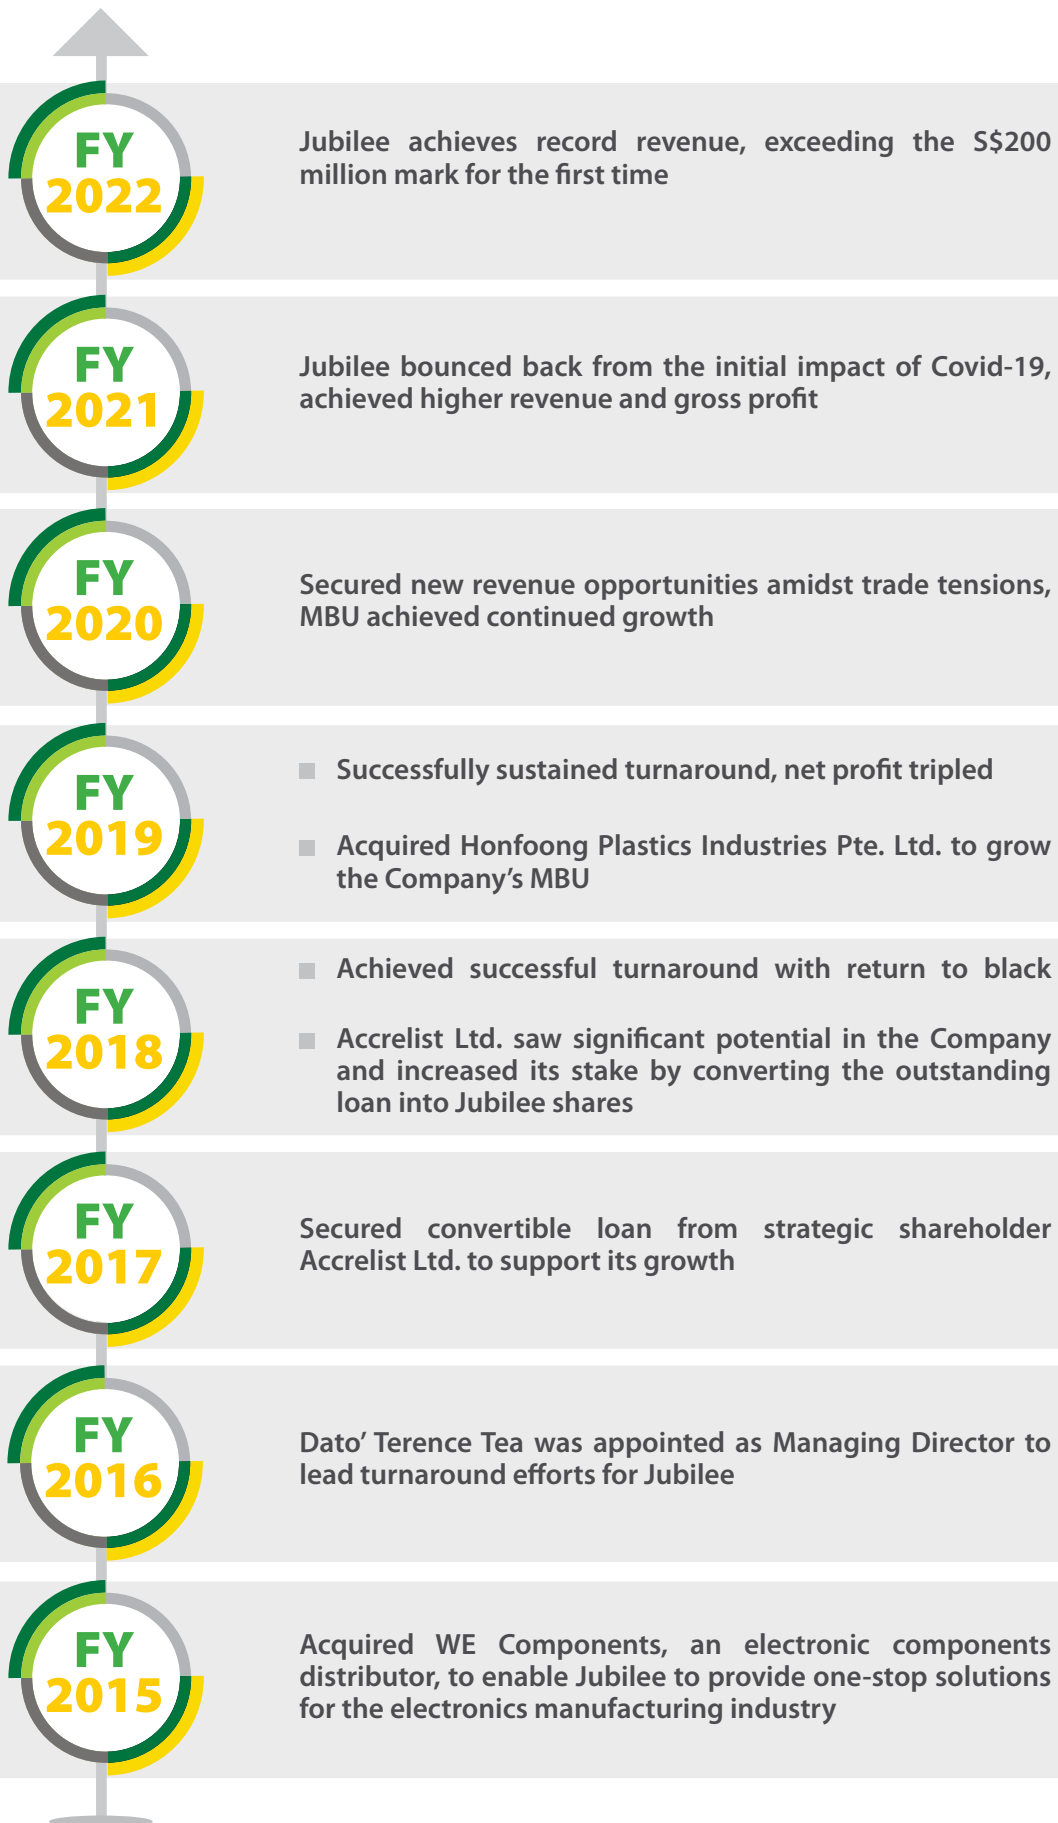 FY
2022
Jubilee achieves record revenue, exceeding the S$200
million mark for the first time
FY
2021
Jubilee bounced back from the initial impact of Covid-19,
achieved higher revenue and gross profit
FY
2020
Secured new revenue opportunities amidst trade tensions,
MBU achieved continued growth
FY
2019
Successfully sustained turnaround, net profit tripled
Acquired Honfoong Plastics Industries Pte. Ltd. to grow
the Company’s MBU
FY
2018
Achieved successful turnaround with return to black
Accrelist Ltd. saw significant potential in the Company
and increased its stake by converting the outstanding
loan into Jubilee shares
FY
2017
Secured convertible loan from strategic shareholder
Accrelist Ltd. to support its growth
FY
2016
Dato’ Terence Tea was appointed as Managing Director to
lead turnaround efforts for Jubilee
FY
2015
Acquired WE Components, an electronic components
distributor, to enable Jubilee to provide one-stop solutions
for the electronics manufacturing industry